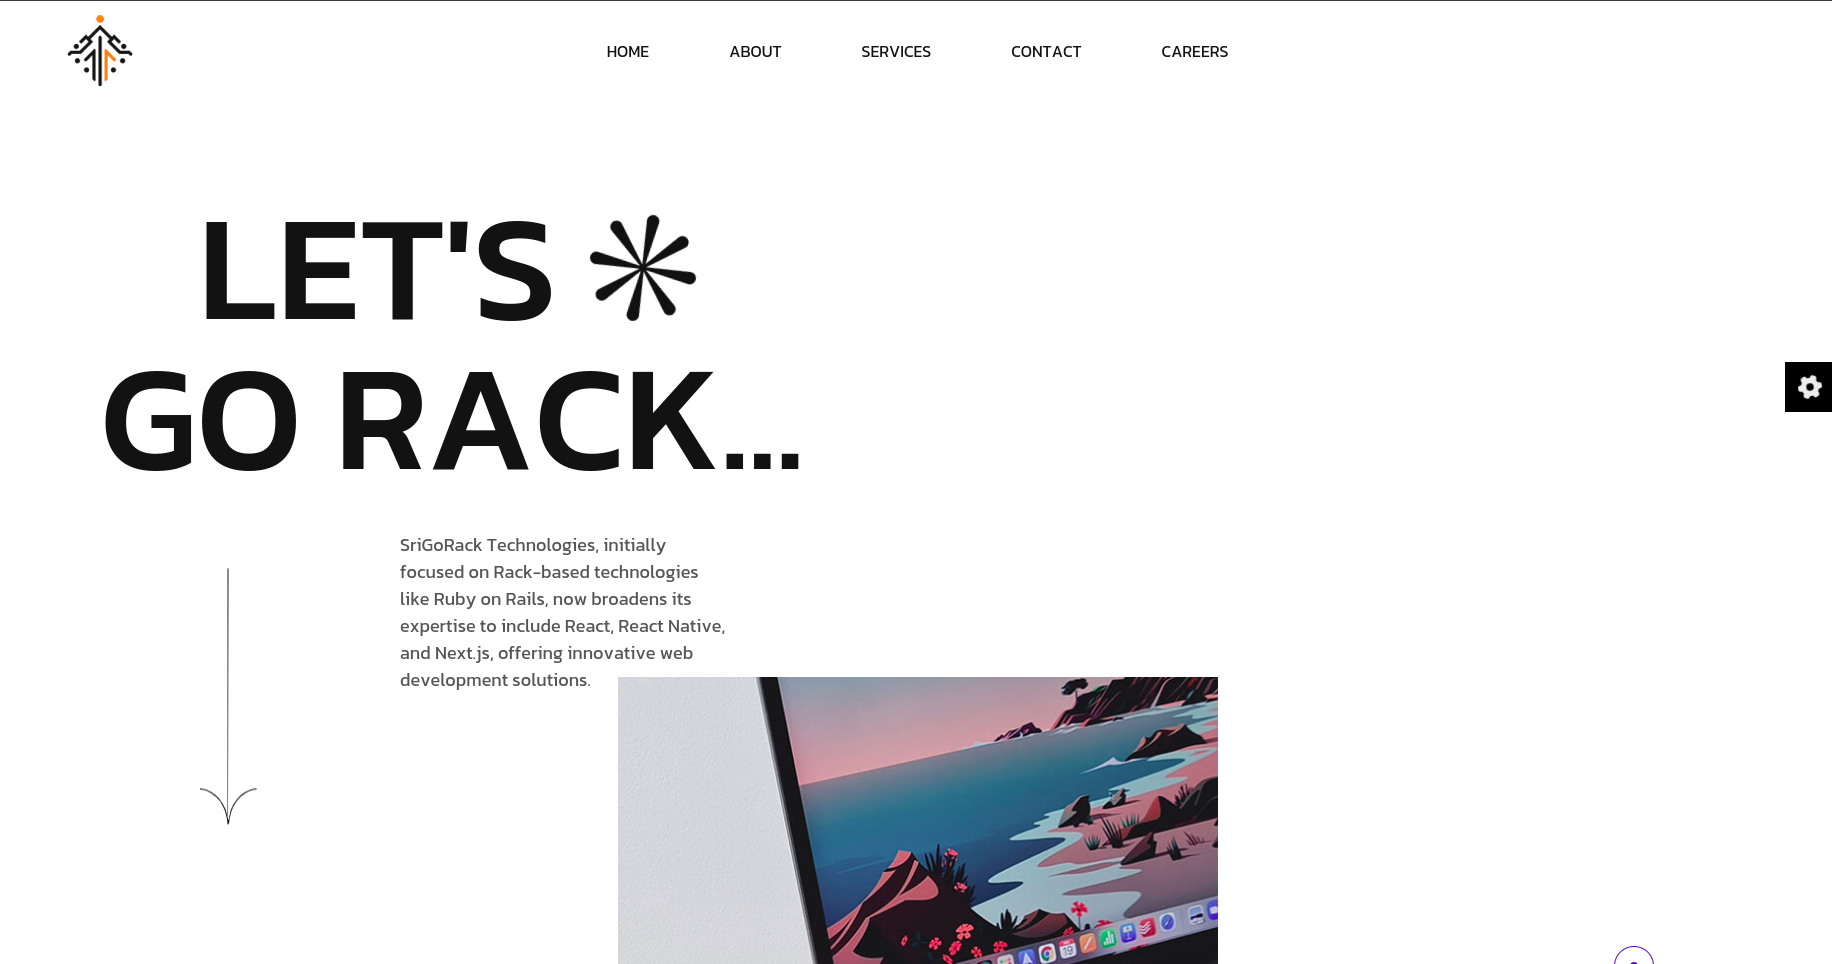 HOME ABOUT SERVICES CONTACT CAREERS
LET'S
GO RACK...
SriGoRack Technologies, initially
focused on Rack-based technologies
like Ruby on Rails, now broadens its
expertise to include React, React Native,
and Next.js, offering innovative web
development solutions.
19